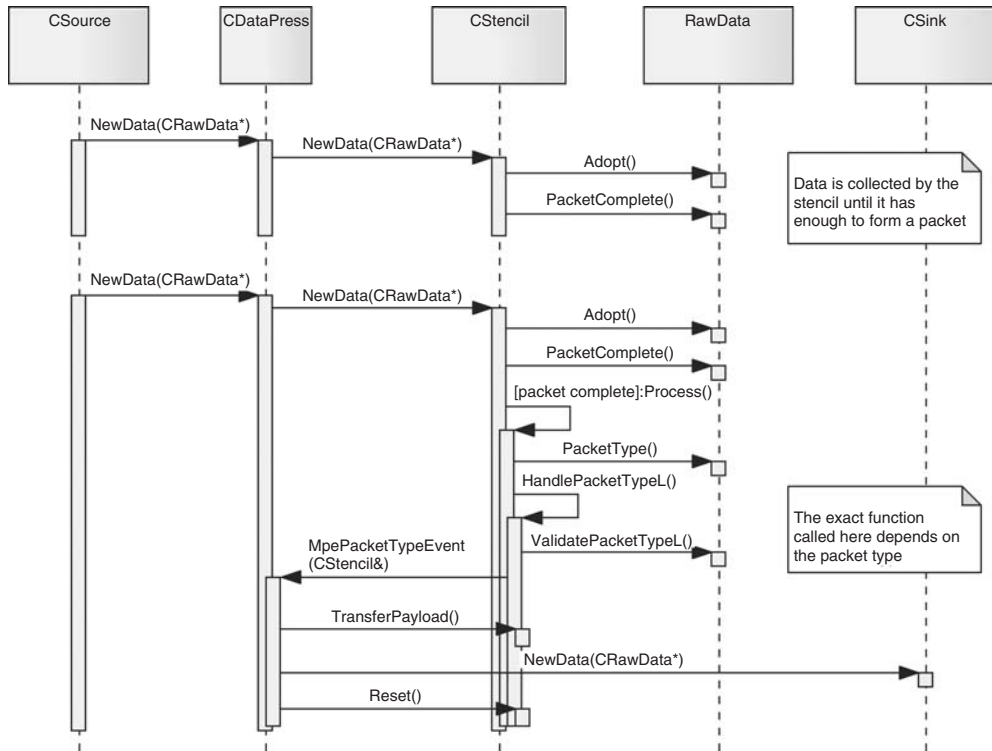 CSource
CDataPress
CStencil
RawData
CSink
NewData(CRawData*)
NewData(CRawData*)
Adopt()
PacketComplete()
Data is collected by the
stencil until it has
enough to form a packet
NewData(CRawData*)
NewData(CRawData*)
Adopt()
PacketComplete()
[packet complete]:Process()
PacketType()
HandlePacketTypeL()
The exact function
called here depends on
the packet type
ValidatePacketTypeL()
MpePacketTypeEvent
(CStencil&)
TransferPayload()
NewData(CRawData*)
Reset()